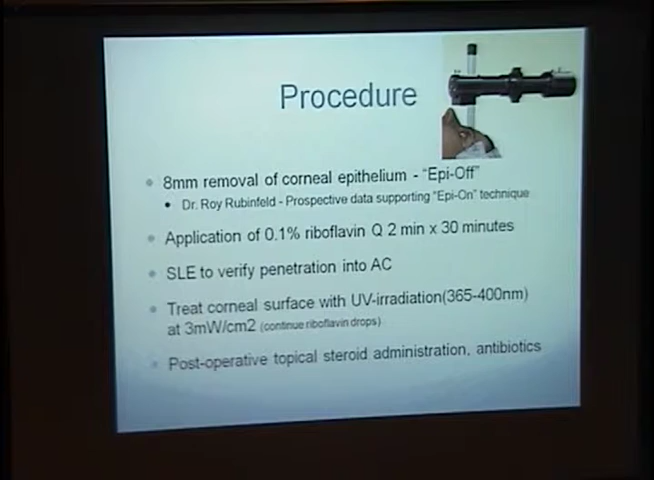 Procedure
8mm removal of corneal epithelium - "Epi-Off"
Dr. Roy Rubinfeld - Prospective data supporting "Epi-On" technique
Application of 0.1% riboflavin Q 2 min x 30 minutes
SLE to verify penetration into AC
Treat corneal surface with UV-irradiation(365-400nm)
at 3mW/cm2 (continue riboflavin drops)
Post-operative topical steroid administration, antibiotics